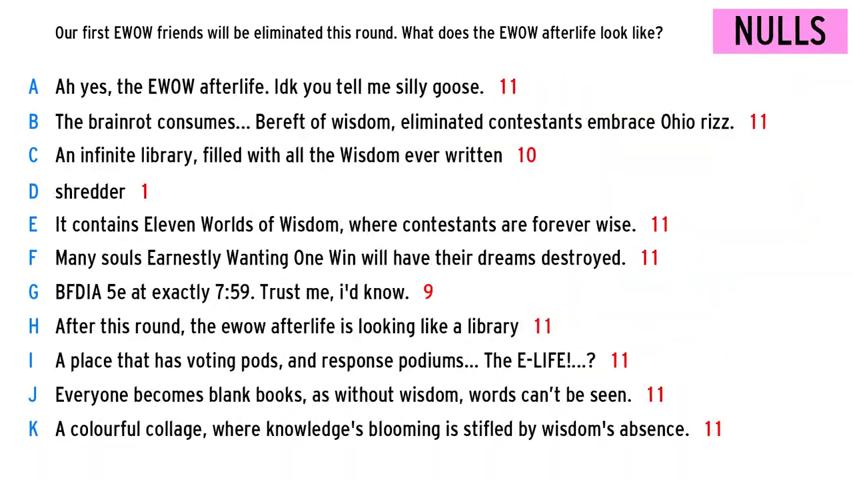 Our first EWOW friends will be eliminated this round. What does the EWOW afterlife look like?
NULLS
A Ah yes, the EWOW afterlife. Idk you tell me silly goose. 11
B The brainrot consumes... Bereft of wisdom, eliminated contestants embrace Ohio rizz. 11
C An infinite library, filled with all the Wisdom ever written 10
D shredder 1
E It contains Eleven Worlds of Wisdom, where contestants are forever wise. 11
F Many souls Earnestly Wanting One Win will have their dreams destroyed. 11
G BFDIA 5e at exactly 7:59. Trust me, i'd know. 9
H After this round, the ewow afterlife is looking like a library 11
I A place that has voting pods, and response podiums... The E-LIFE!...? 11
J Everyone becomes blank books, as without wisdom, words can't be seen. 11
K A colourful collage, where knowledge's blooming is stifled by wisdom's absence. 11